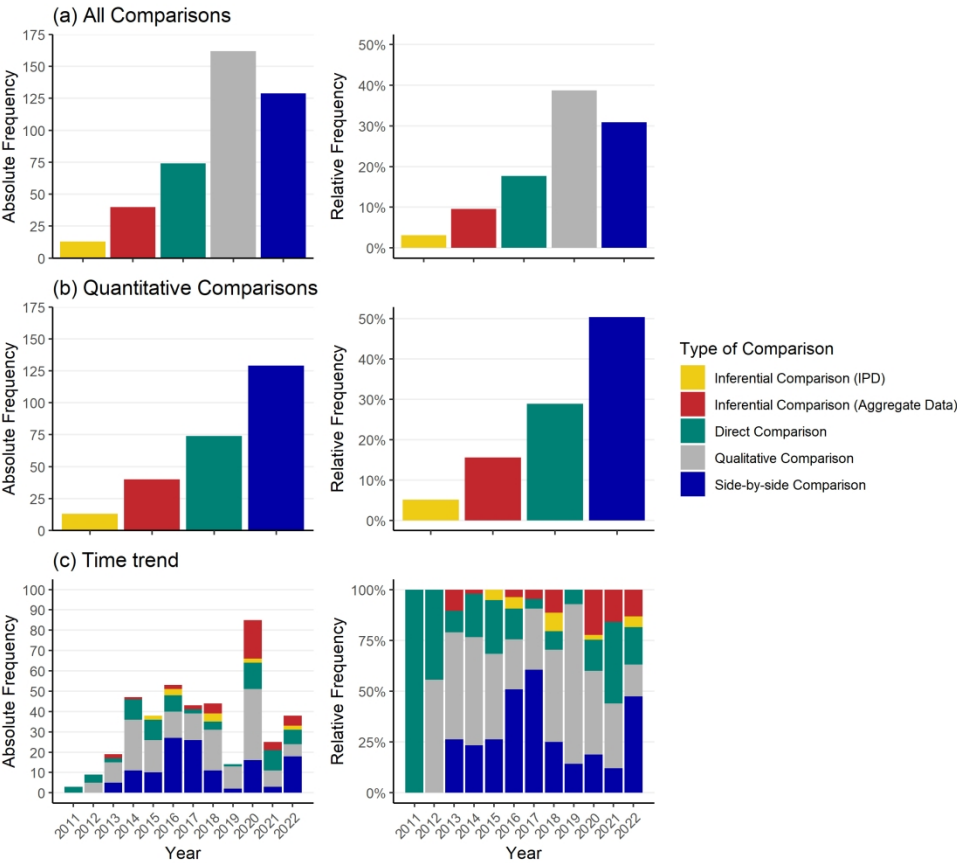 (a) All Comparisons
Absolute Frequency
175
150
125
100
75
50
25
0
Relative Frequency
50%
40%
30%
20%
10%
0%
(b) Quantitative Comparisons
Absolute Frequency
175
150
125
100
75
50
25
0
Relative Frequency
50%
40%
30%
20%
10%
0%
Type of Comparison
Inferential Comparison (IPD)
Inferential Comparison (Aggregate Data)
Direct Comparison
Qualitative Comparison
Side-by-side Comparison
(c) Time trend
Absolute Frequency
100
90
80
70
60
50
40
30
20
10
0
2011 2012 2013 2014 2015 2016 2017 2018 2019 2020 2021 2022
Year
Relative Frequency
100%
75%
50%
25%
0%
2011 2012 2013 2014 2015 2016 2017 2018 2019 2020 2021 2022
Year